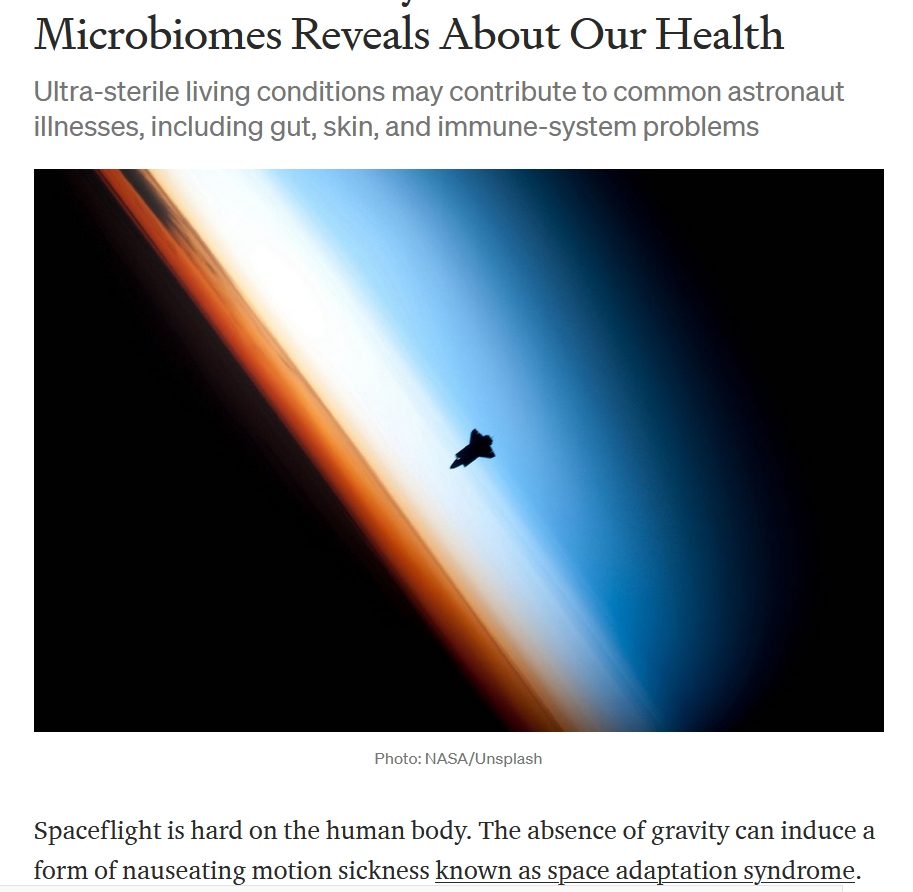 Microbiomes Reveals About Our Health
Ultra-sterile living conditions may contribute to common astronaut
illnesses, including gut, skin, and immune-system problems
Photo: NASA/Unsplash
Spaceflight is hard on the human body. The absence of gravity can induce a
form of nauseating motion sickness known as space adaptation syndrome.